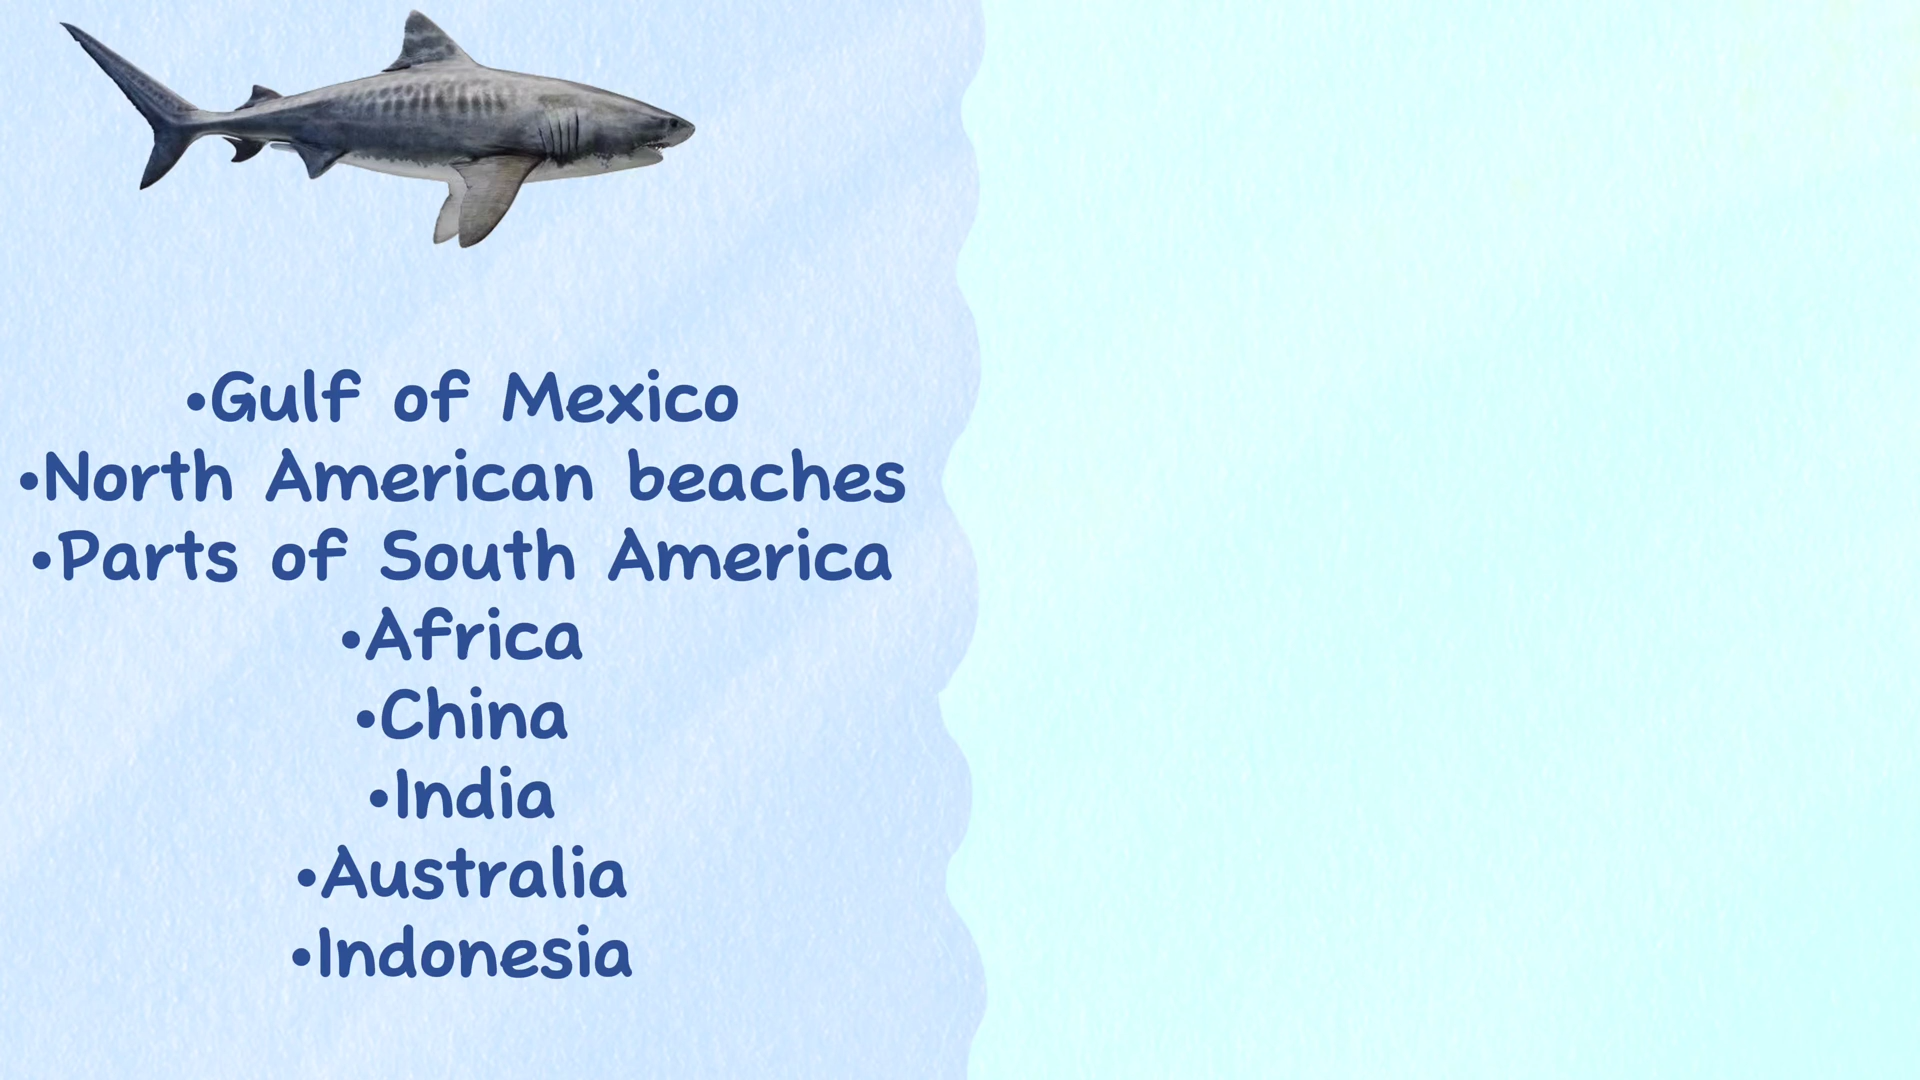 •Gulf of Mexico
•North American beaches
•Parts of South America
•Africa
•China
•India
•Australia
•Indonesia